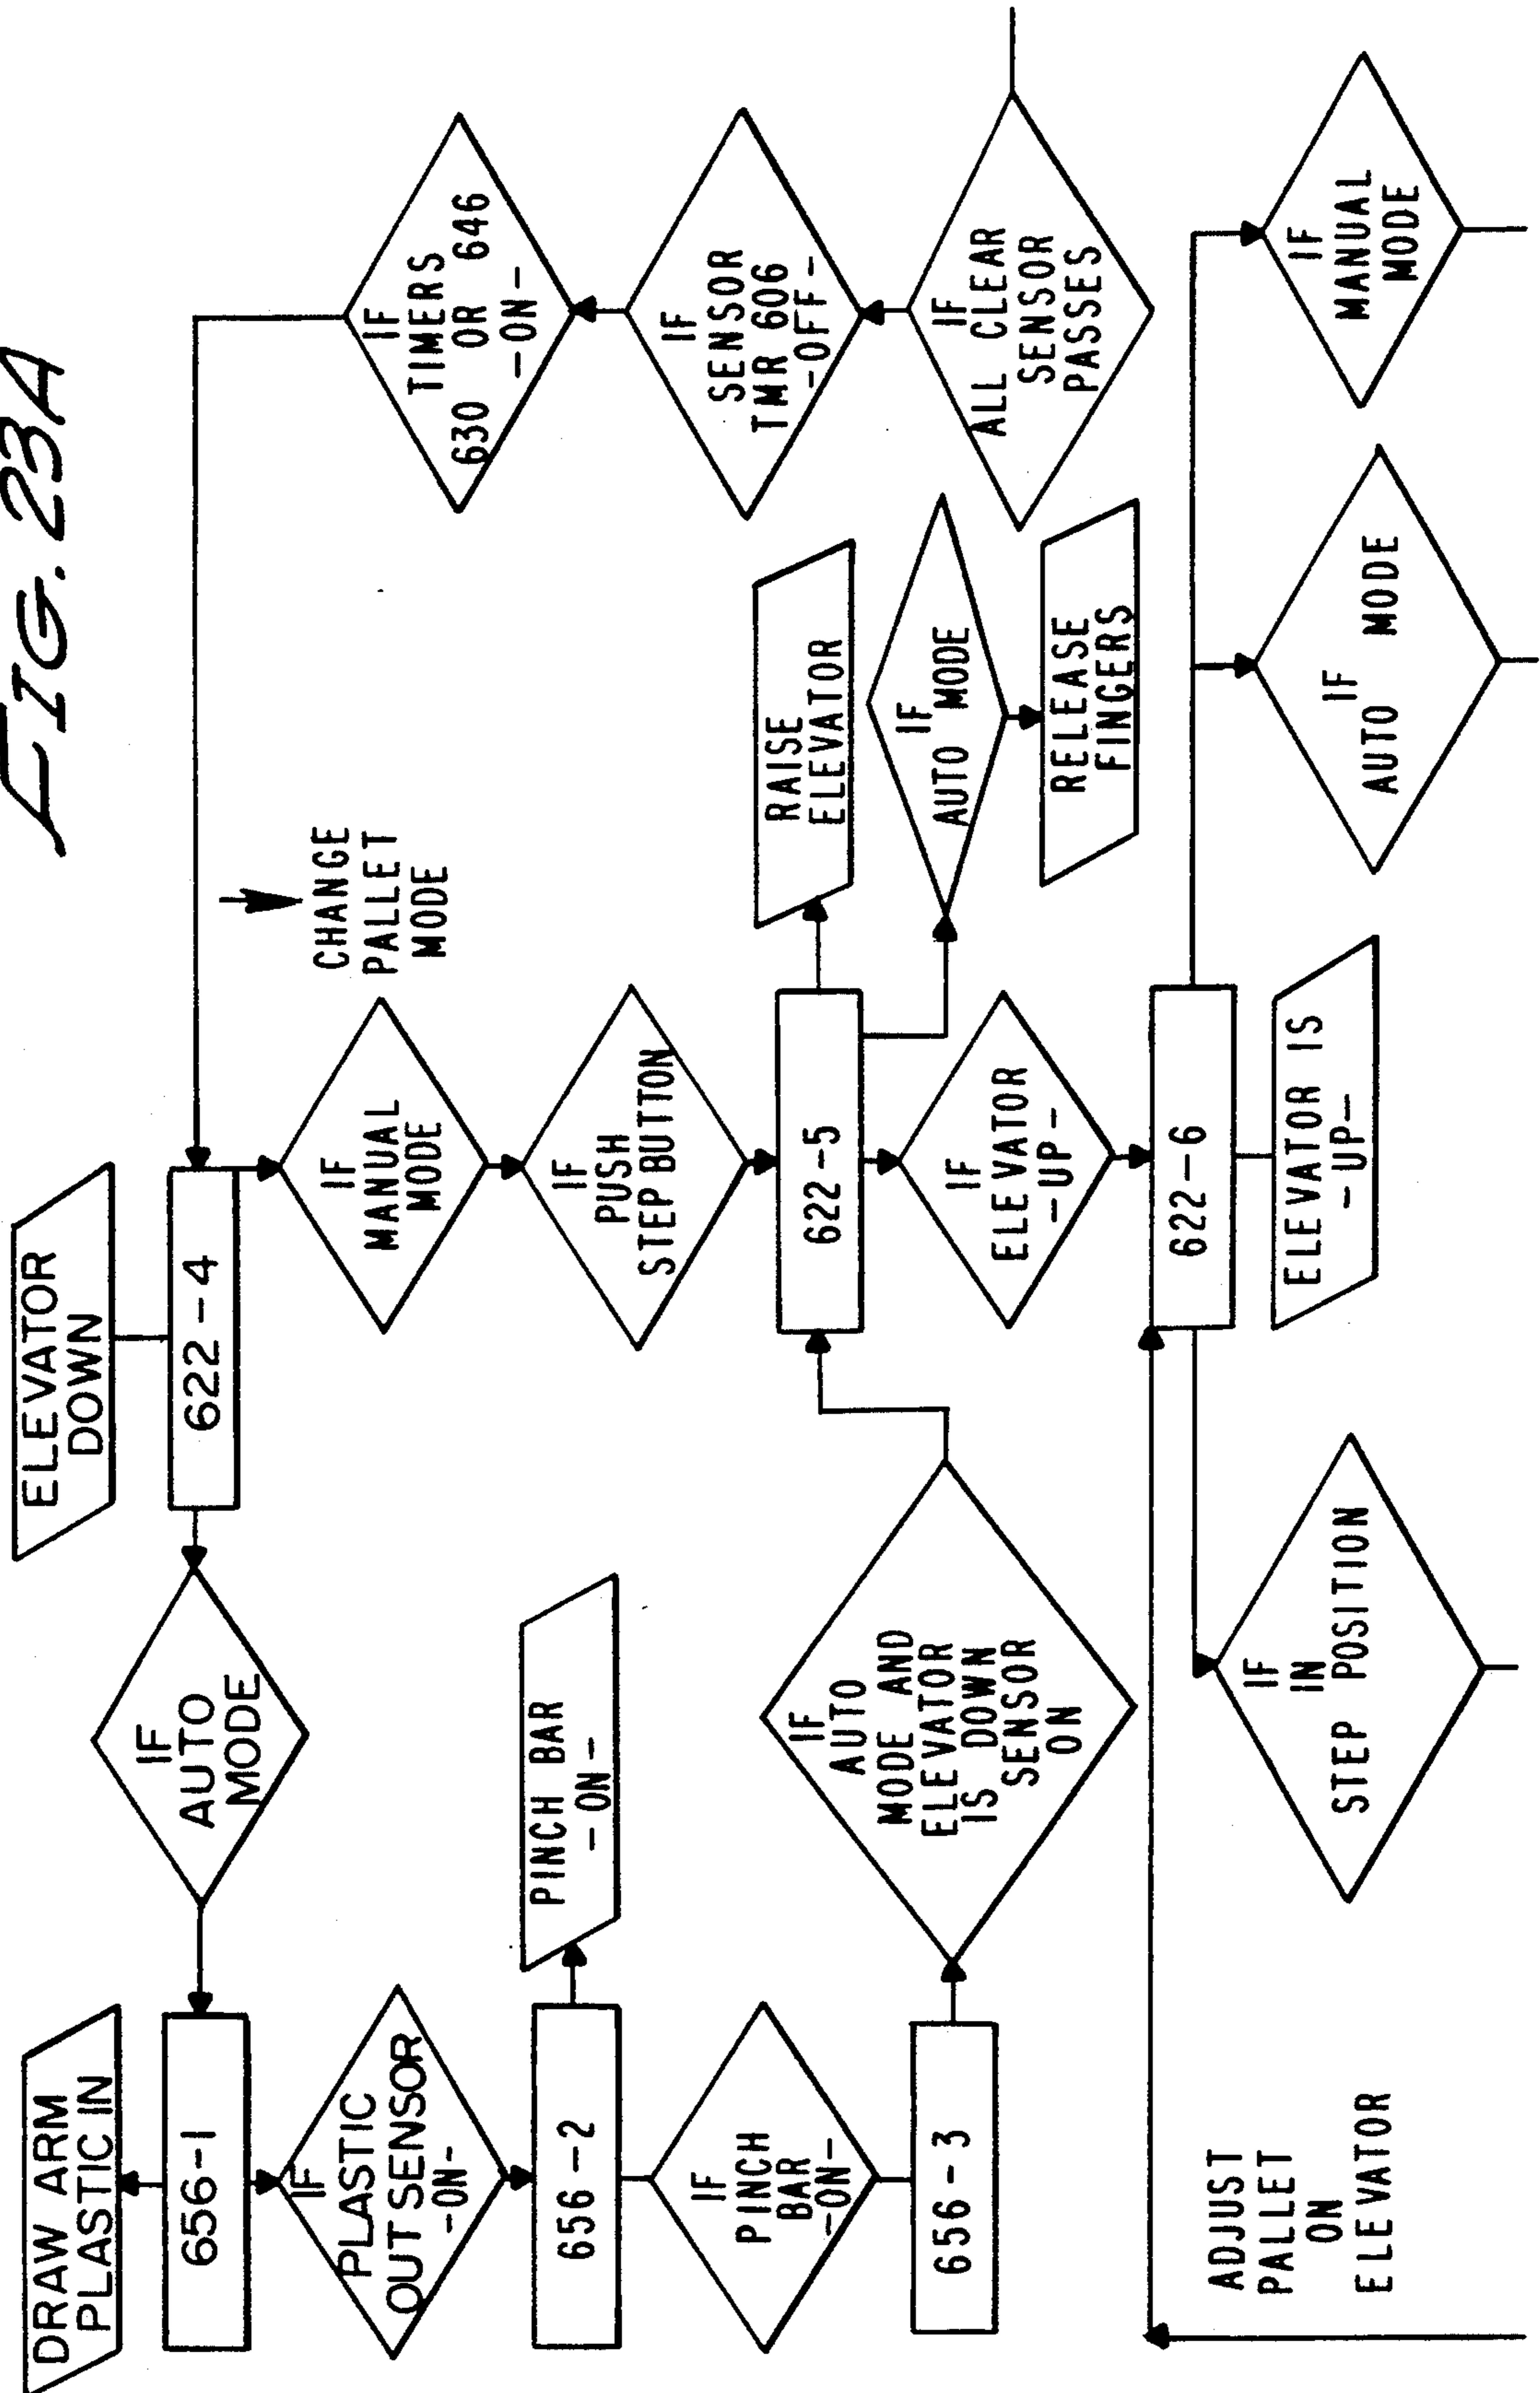 FIG. 23A
DRAW ARM
PLASTIC IN
656-1
IF
PLASTIC
OUT SENSOR
-ON-
656-2
PINCH BAR
-ON-
IF
PINCH
BAR
-ON-
656-3
IF
AUTO
MODE
ELEVATOR
DOWN
622-4
CHANGE
PALLET
MODE
IF
MANUAL
MODE
IF
PUSH
STEP BUTTON
IF
AUTO
MODE AND
ELEVATOR
IS DOWN
SENSOR
ON
622-5
RAISE
ELEVATOR
IF
AUTO MODE
RELEASE
FINGERS
IF
ELEVATOR
-UP-
IF
TIMERS
630 OR 646
-ON-
IF
SENSOR
TMR 606
-OFF-
IF
ALL CLEAR
SENSOR
PASSES
ADJUST
PALLET
ON
ELEVATOR
622-6
ELEVATOR IS
-UP-
IF
IN
STEP POSITION
IF
AUTO MODE
IF
MANUAL
MODE